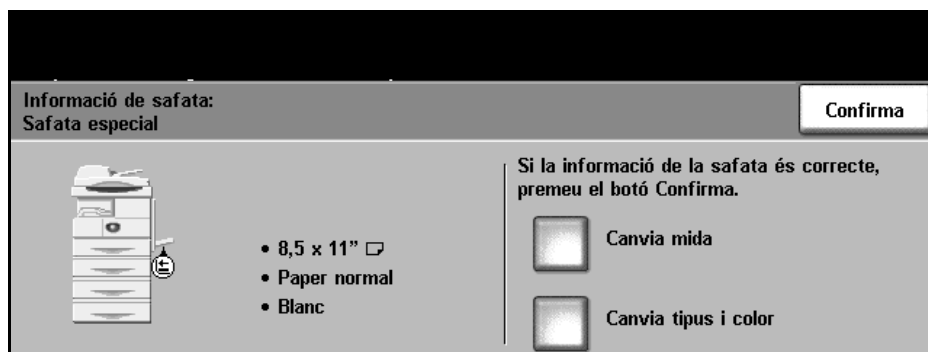 Informació de safata:
Safata especial
Confirma
Si la informació de la safata és correcte,
premeu el botó Confirma.
• 8,5 x 11”
• Paper normal
• Blanc
Canvia mida
Canvia tipus i color